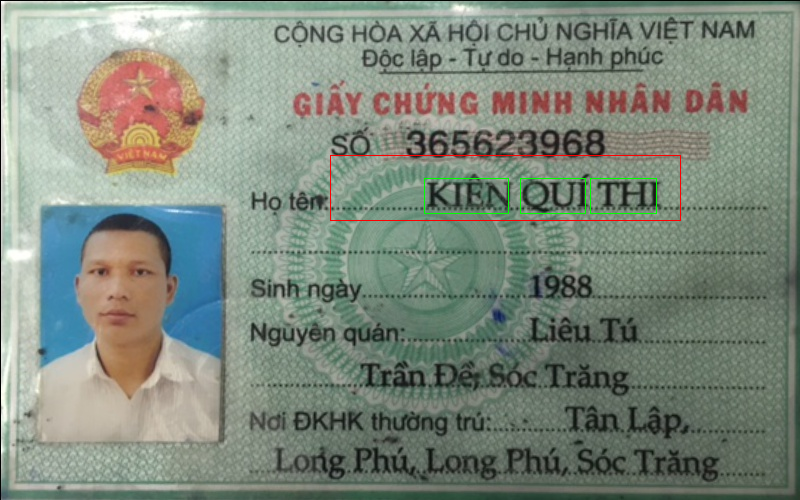 CỘNG HÒA XÃ HỘI CHỦ NGHĨA VIỆT NAM
Độc lập - Tự do - Hạnh phúc
GIẤY CHỨNG MINH NHÂN DÂN
SỐ 365623968
VIỆT NAM
Họ tên: KIÊN QUÍ THI
Sinh ngày 1988
Nguyên quán: Liêu Tú
Trần Đề, Sóc Trăng
Nơi ĐKHK thường trú: Tân Lập,
Long Phú, Long Phú, Sóc Trăng